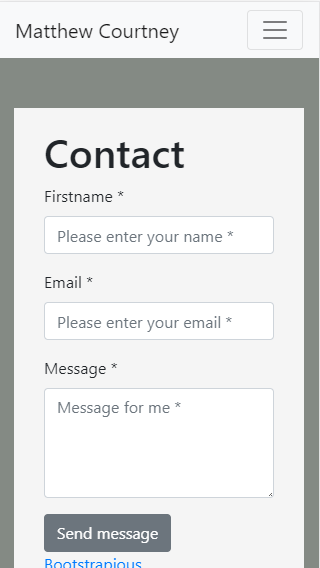 Matthew Courtney
Contact
Firstname *
Please enter your name *
Email *
Please enter your email *
Message *
Message for me *
Send message
Bootstrapious